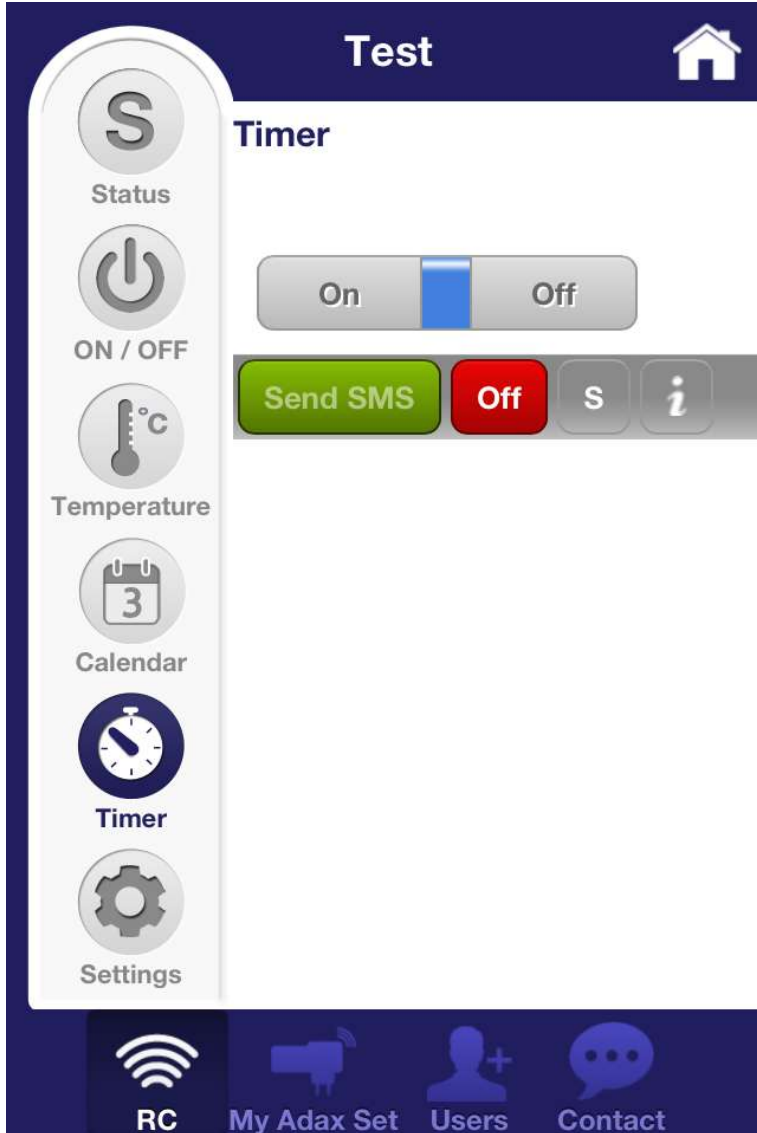 Test
S
Status
ON / OFF
°C
Temperature
3
Calendar
Timer
Settings
Timer
On Off
Send SMS Off S i
RC My Adax Set Users Contact